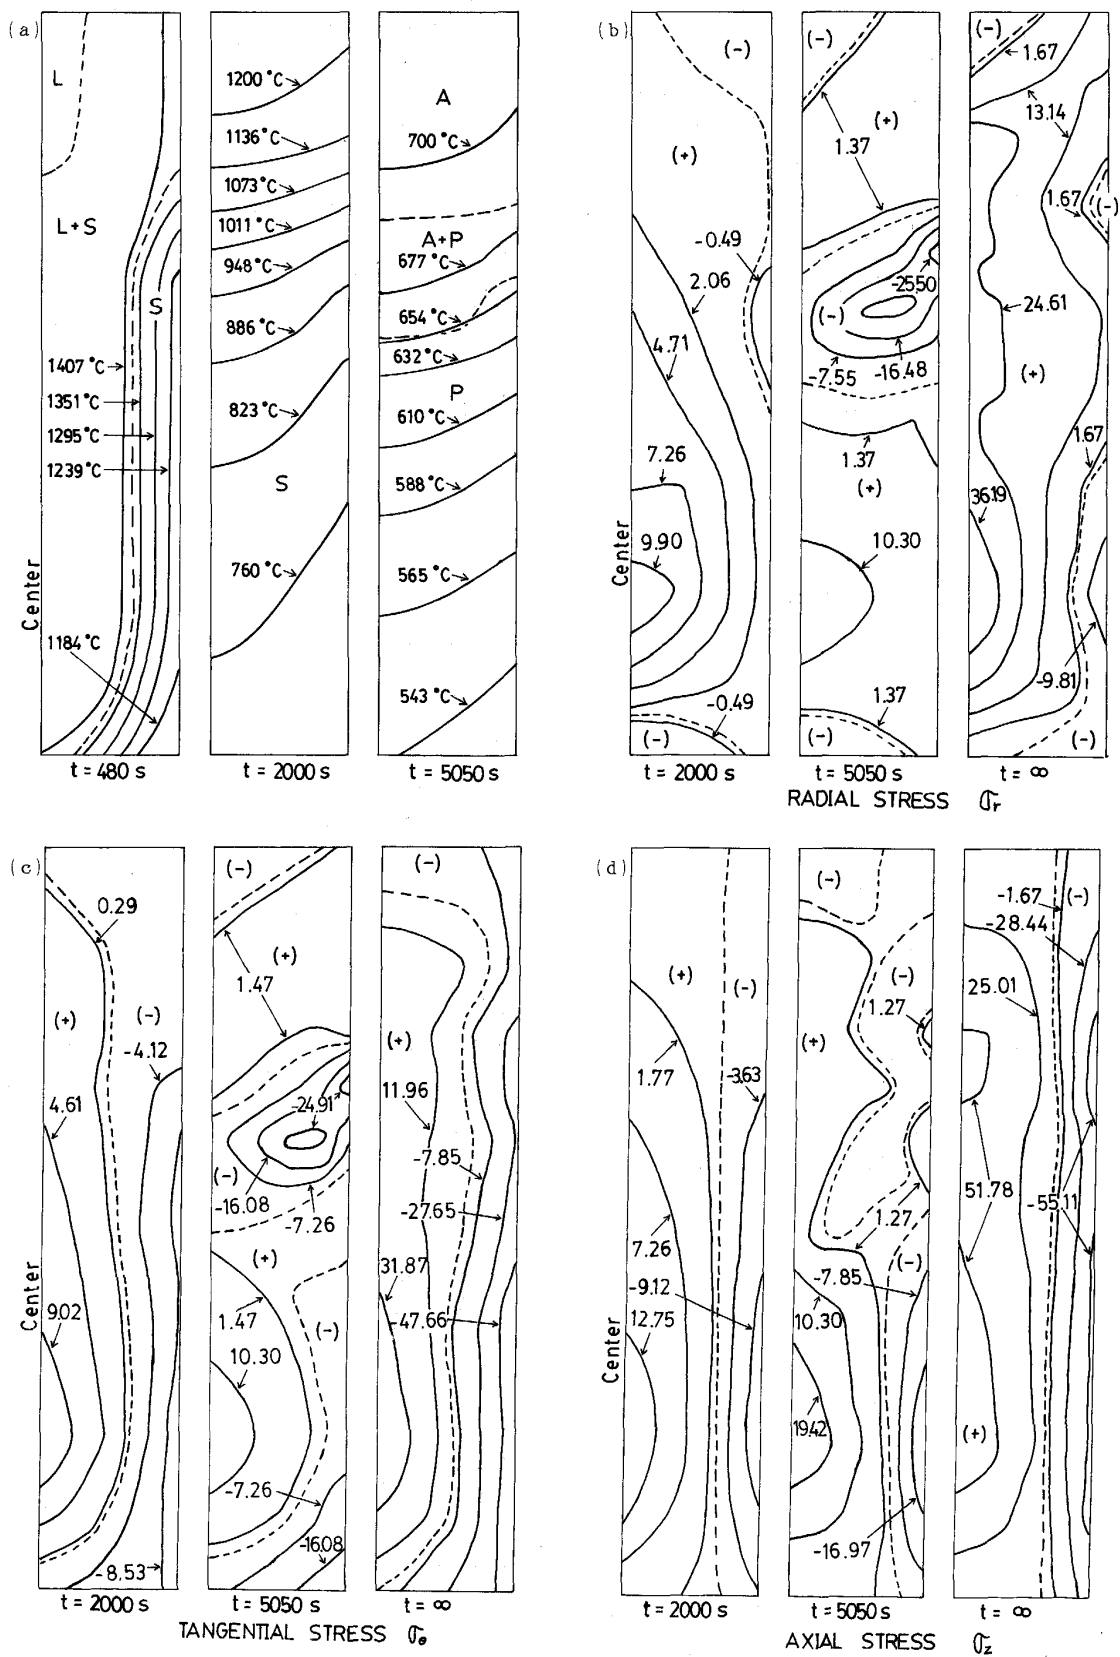 (a)
L
L+S
S
1407°C
1351°C
1295°C
1239°C
1184°C
Center
t = 480 s
1200°C
1136°C
1073°C
1011°C
948°C
886°C
823°C
S
760°C
t = 2000 s
A
700°C
A+P
677°C
654°C
632°C
P
610°C
588°C
565°C
543°C
t = 5050 s
(b)
(-)
(+)
-0.49
2.06
4.71
7.26
9.90
Center
-0.49
(-)
t = 2000 s
(-)
(+)
1.37
-25.50
(-)
-7.55
-16.48
1.37
(+)
10.30
1.37
(-)
t = 5050 s
(-)
1.67
13.14
1.67
(-)
24.61
(+)
1.67
36.19
-9.81
(-)
t = ∞
RADIAL STRESS σr
(c)
0.29
(+)
(-)
-4.12
4.61
Center
9.02
-8.53
t = 2000 s
(-)
(+)
1.47
-24.91
(-)
-16.08
-7.26
(+)
1.47
(-)
10.30
-7.26
-16.08
t = 5050 s
(-)
(+)
11.96
-7.85
-27.65
31.87
-47.66
t = ∞
TANGENTIAL STRESS σθ
(d)
(+)
(-)
1.77
-3.63
7.26
-9.12
12.75
Center
t = 2000 s
(-)
(-)
1.27
(+)
1.27
(-)
-7.85
10.30
19.42
-16.97
t = 5050 s
-1.67
(-)
-28.44
25.01
51.78
-55.11
(+)
t = ∞
AXIAL STRESS σz